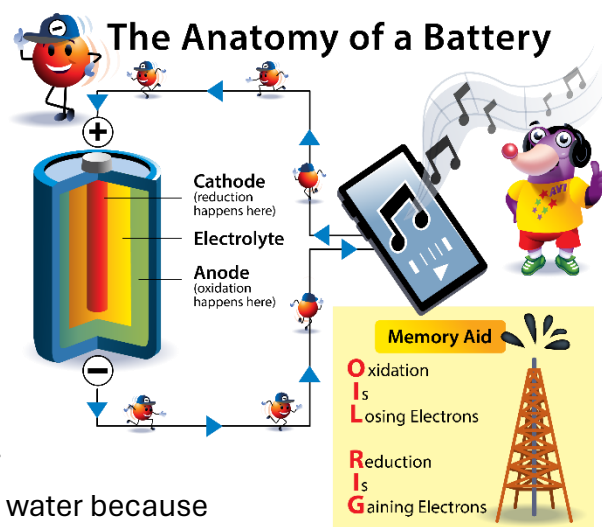 The Anatomy of a Battery
+
Cathode
(reduction
happens here)
Electrolyte
Anode
(oxidation
happens here)
−
AVI
Memory Aid
Oxidation
Is
Losing Electrons
Reduction
Is
Gaining Electrons
water because